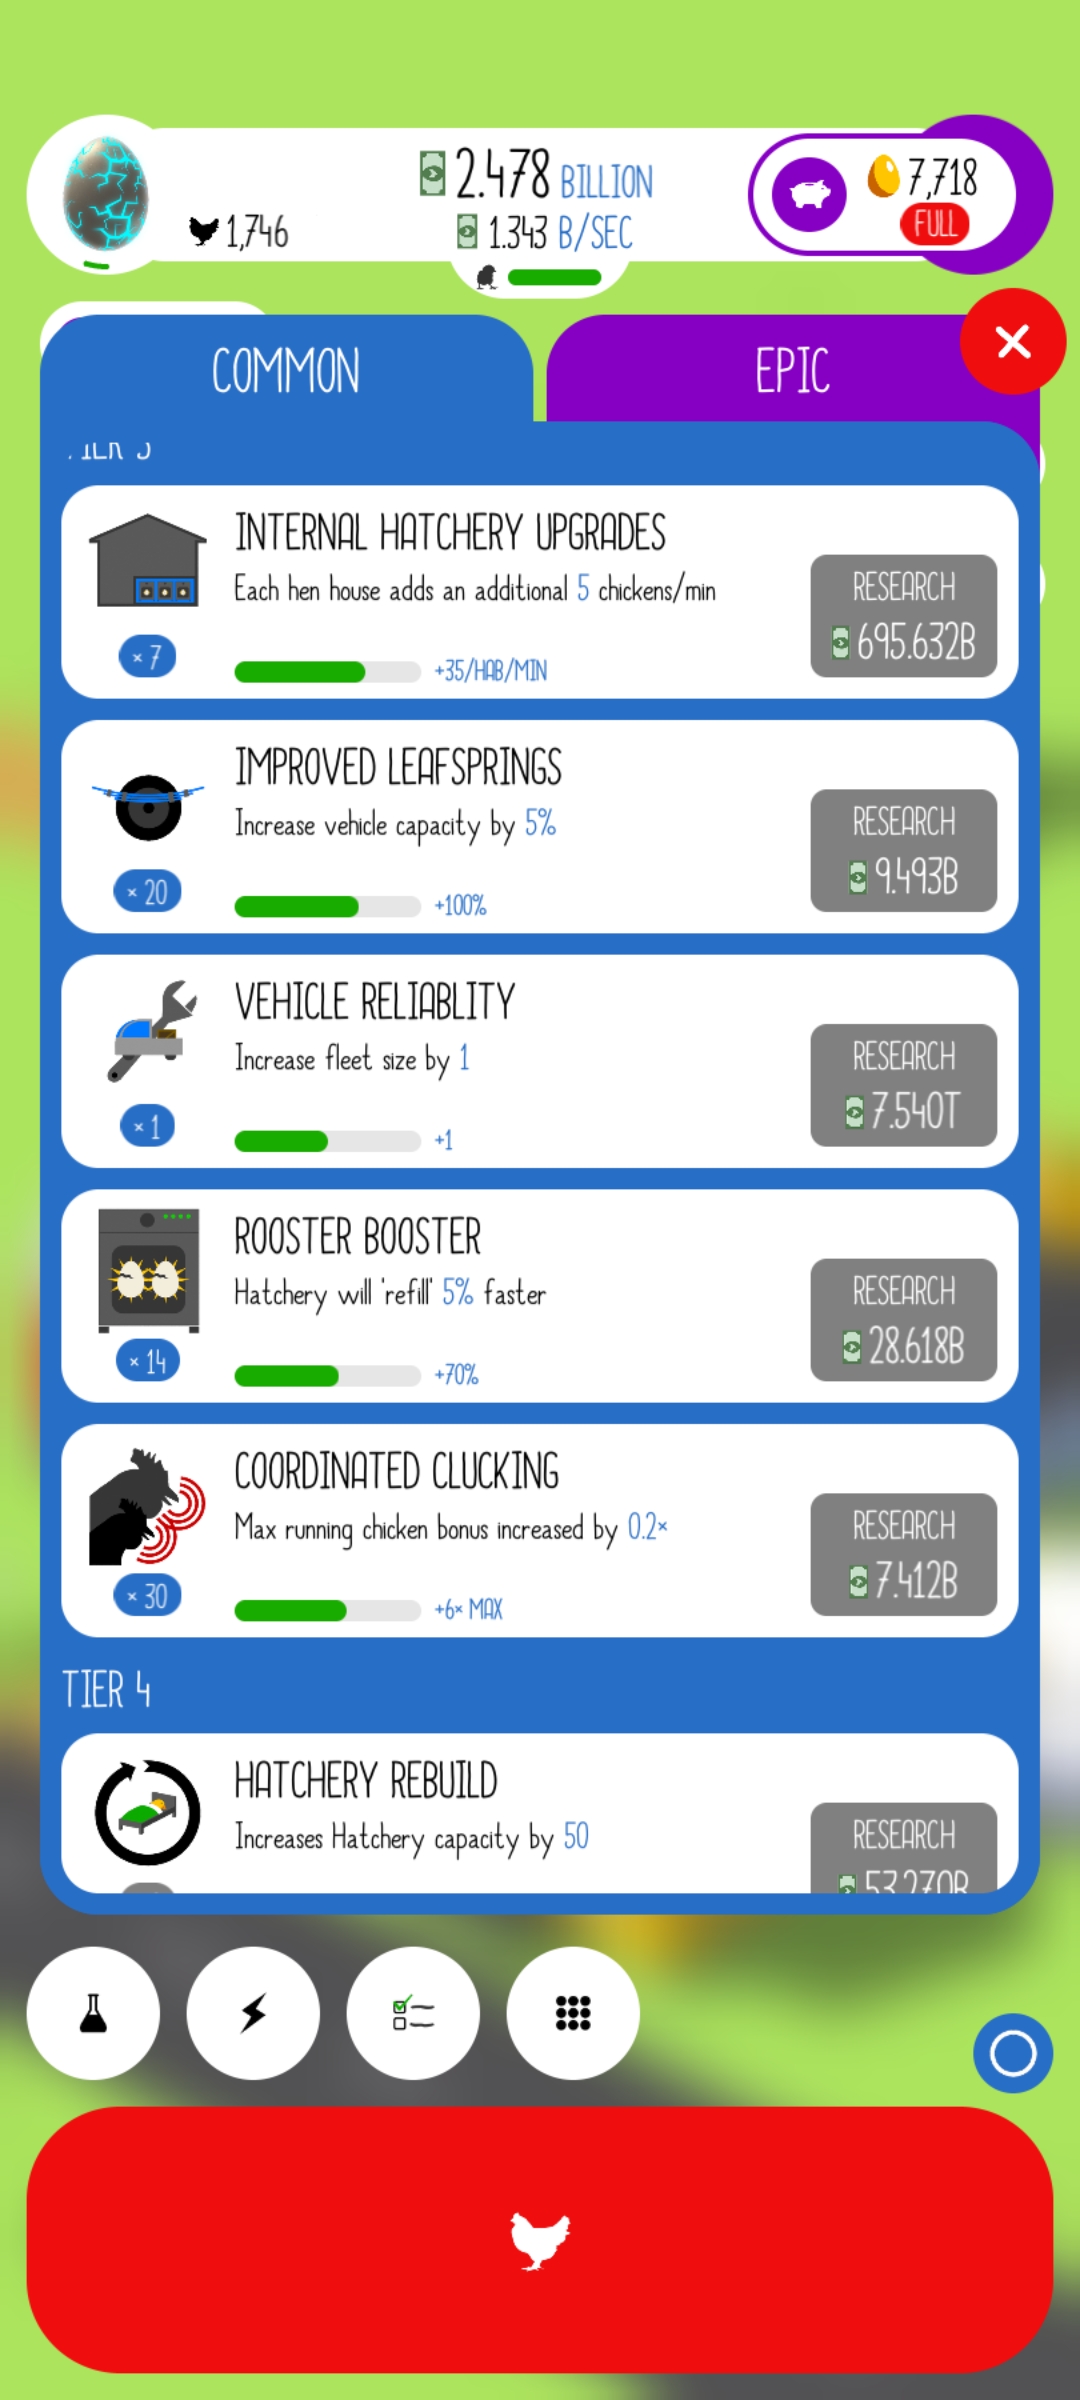 2.478 BILLION
7,718
1,746
1.343 B/SEC
FULL
COMMON
EPIC
TIER 3
INTERNAL HATCHERY UPGRADES
Each hen house adds an additional 5 chickens/min
RESEARCH
695.632B
× 7
+35/HAB/MIN
IMPROVED LEAFSPRINGS
Increase vehicle capacity by 5%
RESEARCH
9.493B
× 20
+100%
VEHICLE RELIABLITY
Increase fleet size by 1
RESEARCH
7.540T
× 1
+1
ROOSTER BOOSTER
Hatchery will 'refill' 5% faster
RESEARCH
28.618B
× 14
+70%
COORDINATED CLUCKING
Max running chicken bonus increased by 0.2×
RESEARCH
7.412B
× 30
+6× MAX
TIER 4
HATCHERY REBUILD
Increases Hatchery capacity by 50
RESEARCH
53.270B